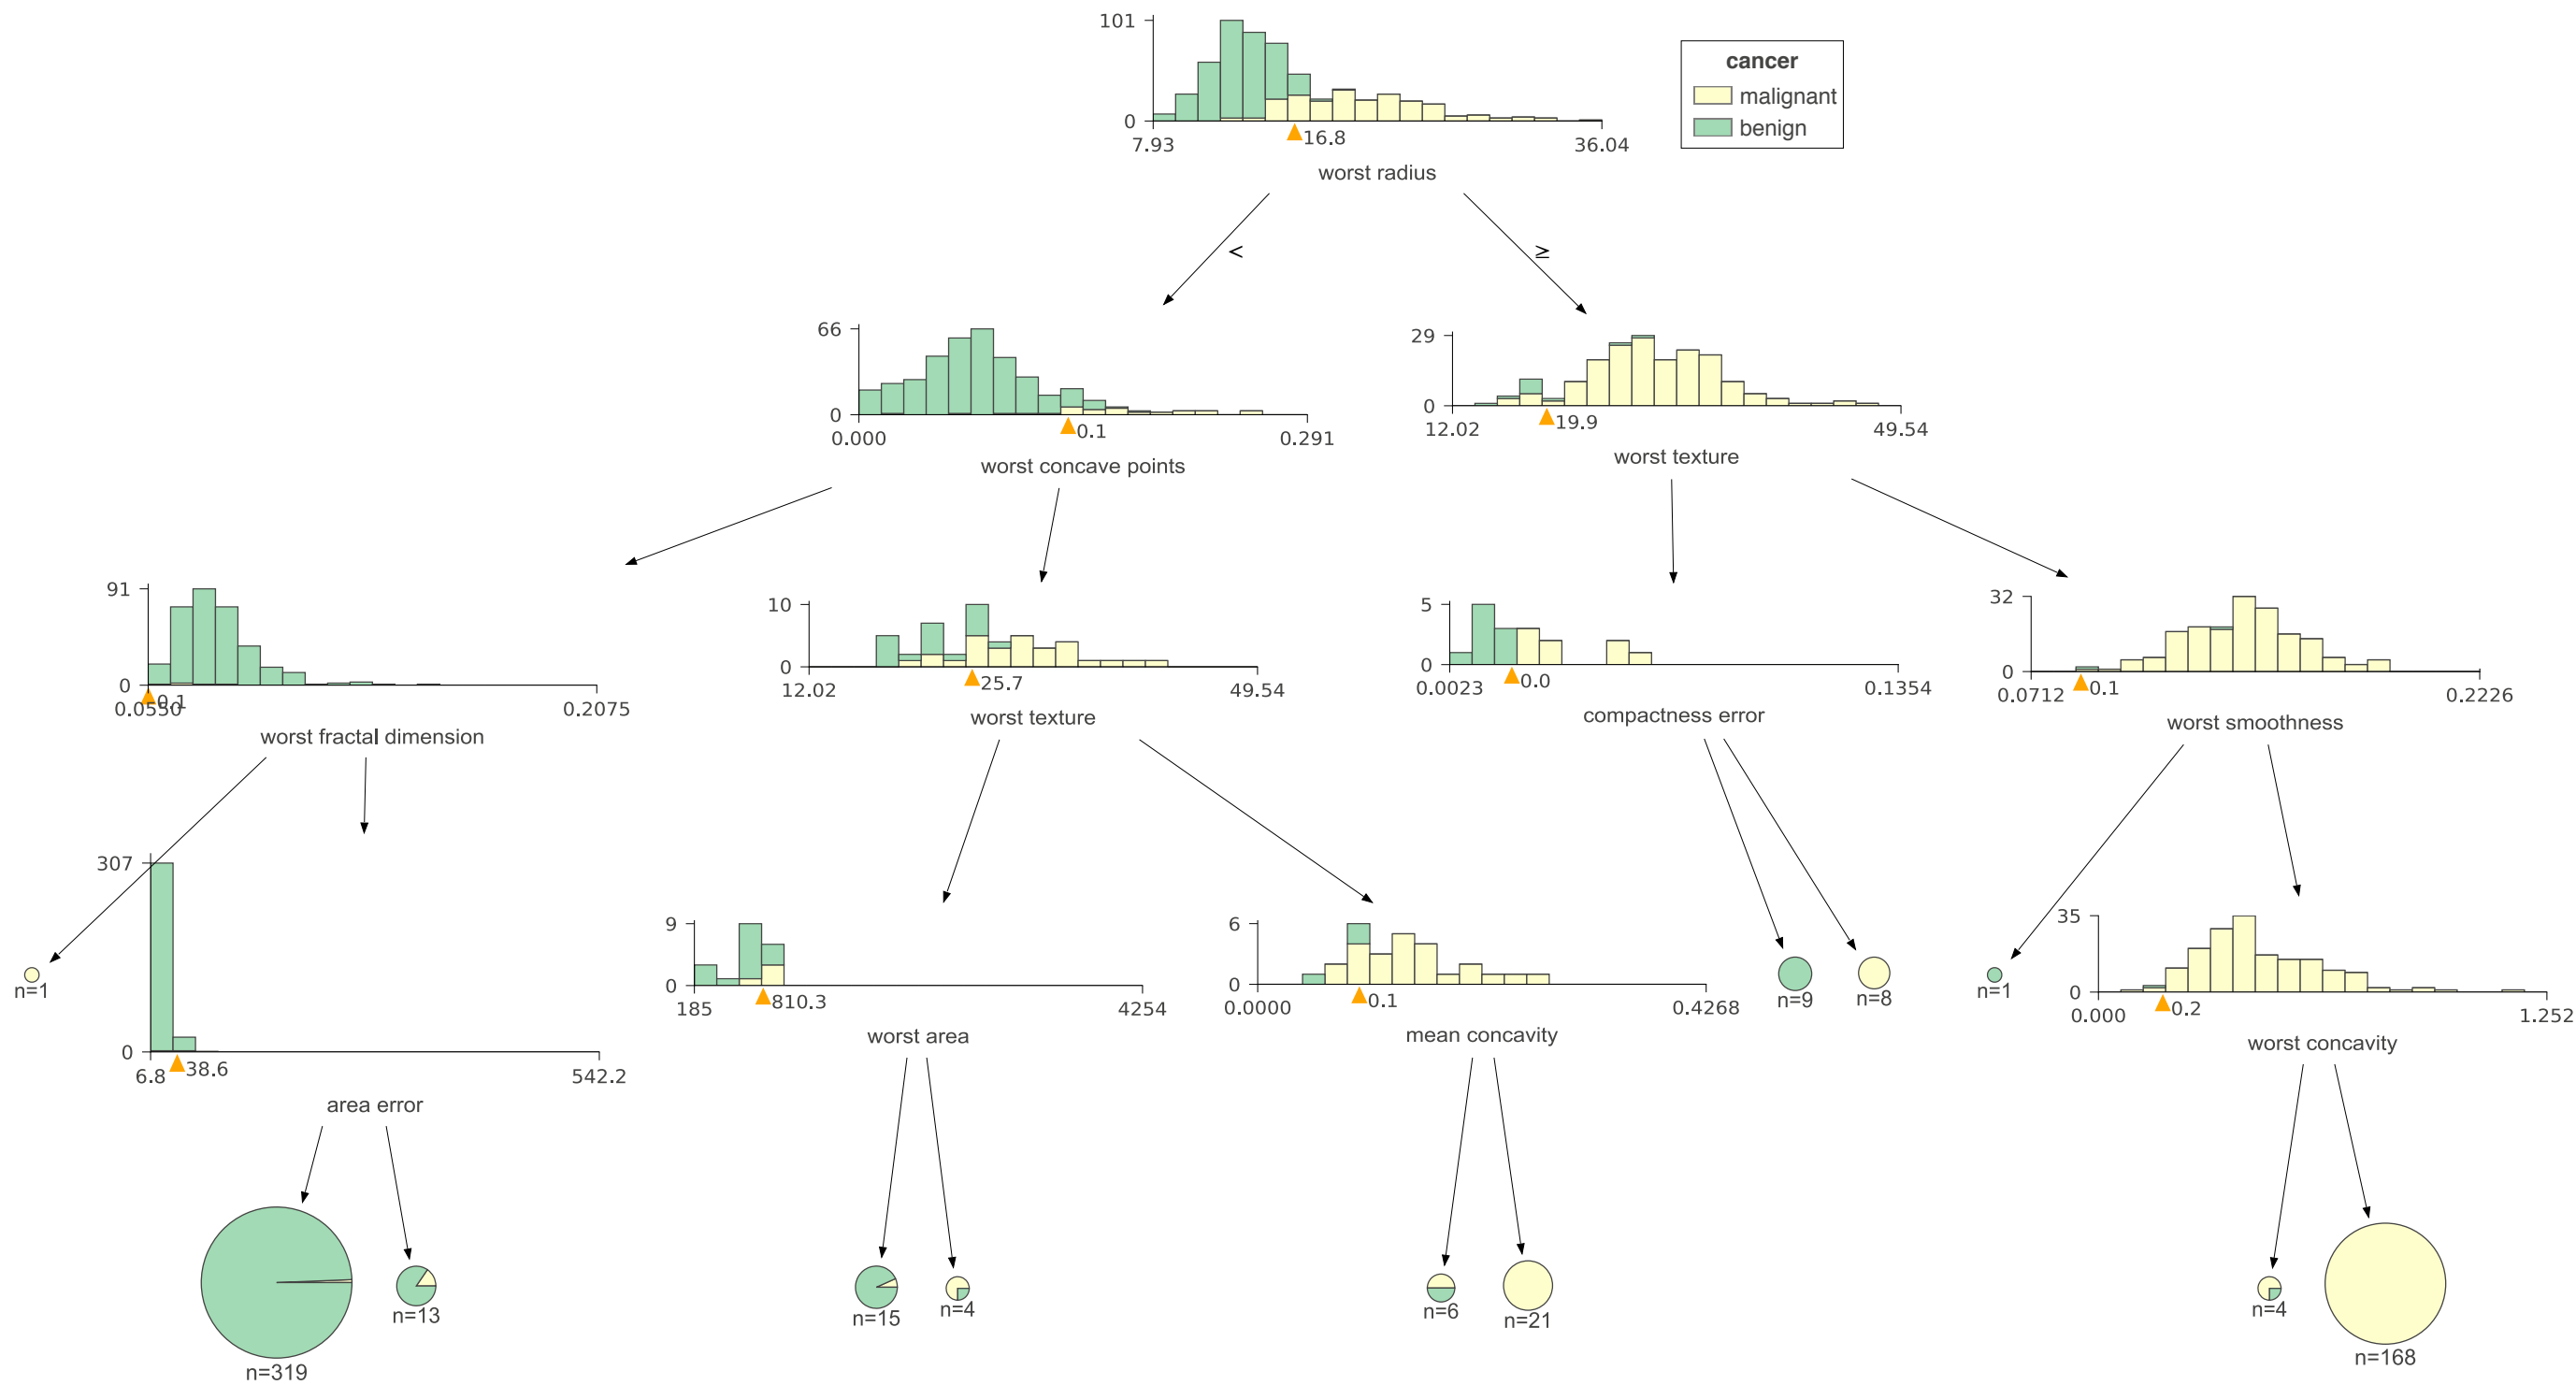 101
0
7.93
16.8
36.04
worst radius
cancer
malignant
benign
<
≥
66
0
0.000
0.1
0.291
worst concave points
29
0
12.02
19.9
49.54
worst texture
91
0
0.0550
0.1
0.2075
worst fractal dimension
10
0
12.02
25.7
49.54
worst texture
5
0
0.0023
0.0
0.1354
compactness error
32
0
0.0712
0.1
0.2226
worst smoothness
n=1
307
0
6.8
38.6
542.2
area error
9
0
185
810.3
4254
worst area
6
0
0.0000
0.1
0.4268
mean concavity
n=9
n=8
n=1
35
0
0.000
0.2
1.252
worst concavity
n=319
n=13
n=15
n=4
n=6
n=21
n=4
n=168